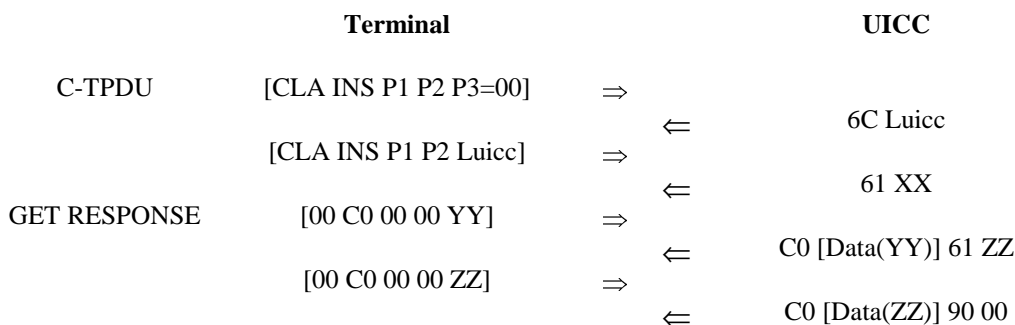 Terminal UICC
C-TPDU [CLA INS P1 P2 P3=00] ⇒
⇐ 6C Luicc
[CLA INS P1 P2 Luicc] ⇒
⇐ 61 XX
GET RESPONSE [00 C0 00 00 YY] ⇒
⇐ C0 [Data(YY)] 61 ZZ
[00 C0 00 00 ZZ] ⇒
⇐ C0 [Data(ZZ)] 90 00